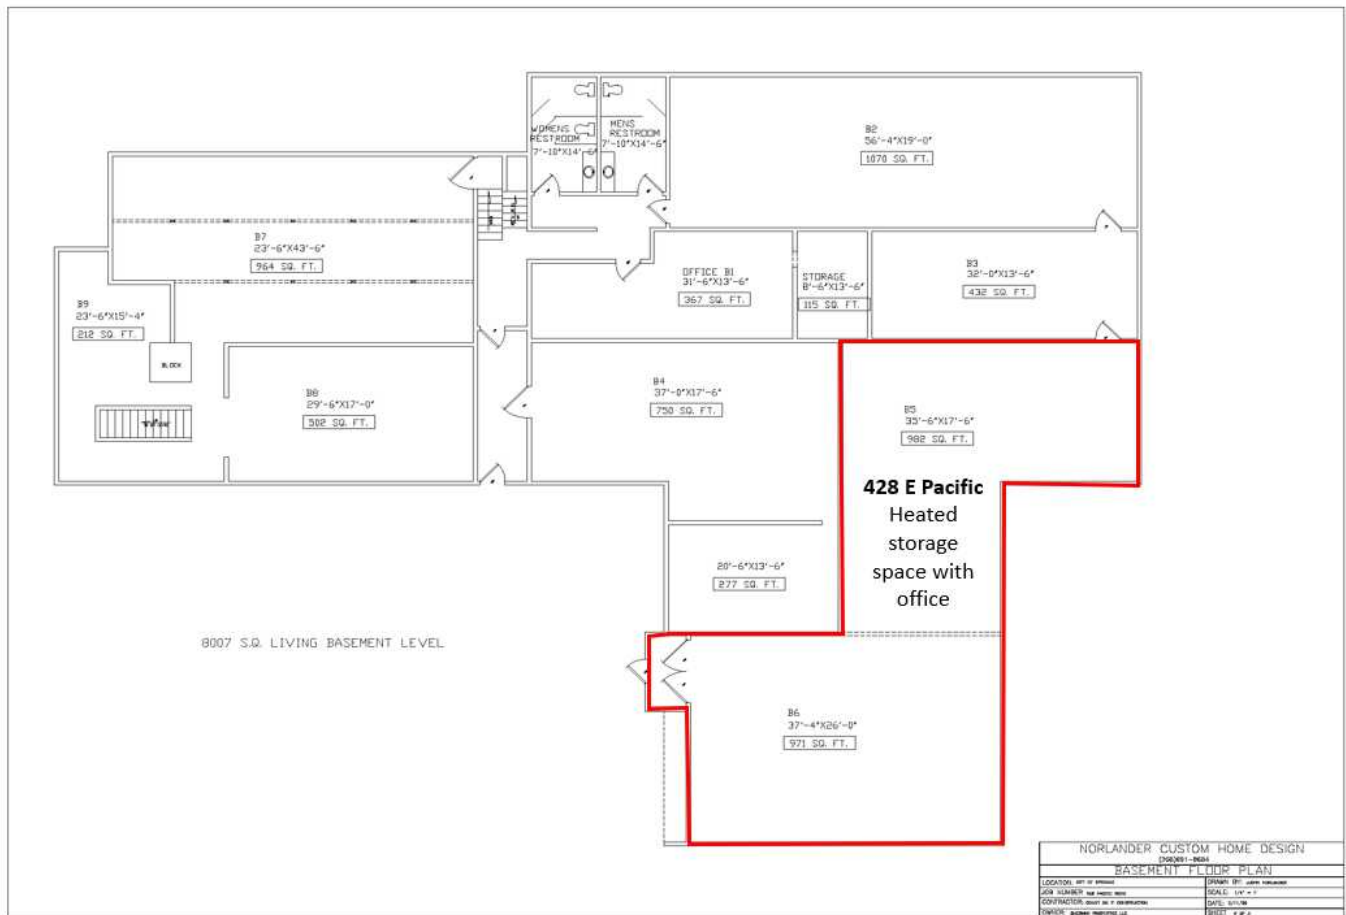 WOMENS
RESTROOM
7'-10"X14'-6"
MENS
RESTROOM
7'-10"X14'-6"
B2
56'-4"X19'-0"
1070 SQ. FT.
B7
23'-6"X43'-6"
964 SQ. FT.
OFFICE B1
31'-6"X13'-6"
367 SQ. FT.
STORAGE
8'-6"X13'-6"
115 SQ. FT.
B3
32'-0"X13'-6"
432 SQ. FT.
B9
23'-6"X15'-4"
212 SQ. FT.
BLOCK
B8
29'-6"X17'-0"
502 SQ. FT.
B4
37'-0"X17'-6"
750 SQ. FT.
B5
35'-6"X17'-6"
982 SQ. FT.
428 E Pacific
Heated
storage
space with
office
20'-6"X13'-6"
277 SQ. FT.
8007 S.Q. LIVING BASEMENT LEVEL
B6
37'-4"X26'-0"
971 SQ. FT.
NORLANDER CUSTOM HOME DESIGN
BASEMENT FLOOR PLAN
LOCATION:
DRAWN BY:
JOB NUMBER
SCALE:
CONTRACTOR:
DATE:
OWNER:
SHEET